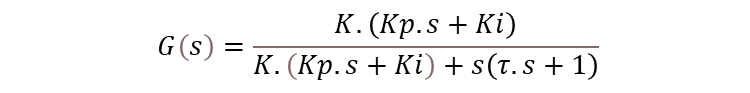 G(s) = K.(Kp.s + Ki) / K.(Kp.s + Ki) + s(τ.s + 1)